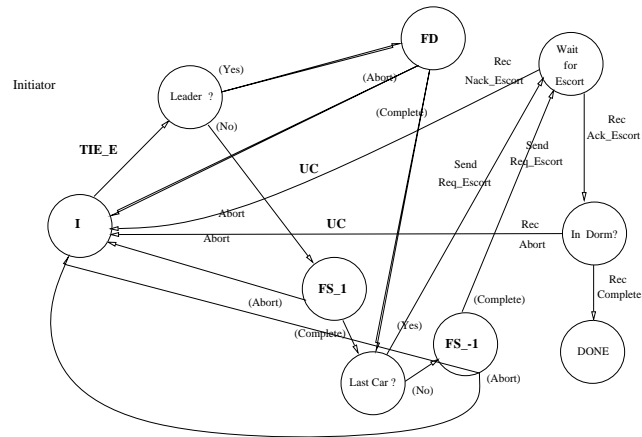 FD
Wait
for
Escort
Rec
Nack_Escort
(Yes)
(Abort)
Initiator
Leader ?
(Complete)
(No)
Rec
Ack_Escort
TIE_E
Send
Req_Escort
Send
Req_Escort
UC
Abort
I
UC
Rec
Abort
In Dorm?
Abort
FS_1
(Abort)
(Complete)
Rec
Complete
(Complete)
(Yes)
FS_-1
DONE
Last Car ?
(No)
(Abort)